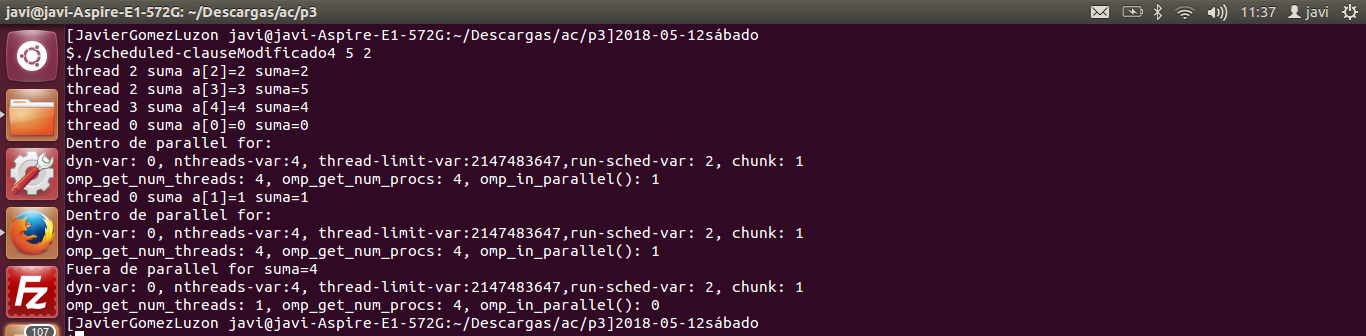 javi@javi-Aspire-E1-572G: ~/Descargas/ac/p3
11:37
javi
[JavierGomezLuzon javi@javi-Aspire-E1-572G:~/Descargas/ac/p3]2018-05-12sábado
$./scheduled-clauseModificado4 5 2
thread 2 suma a[2]=2 suma=2
thread 2 suma a[3]=3 suma=5
thread 3 suma a[4]=4 suma=4
thread 0 suma a[0]=0 suma=0
Dentro de parallel for:
dyn-var: 0, nthreads-var:4, thread-limit-var:2147483647,run-sched-var: 2, chunk: 1
omp_get_num_threads: 4, omp_get_num_procs: 4, omp_in_parallel(): 1
thread 0 suma a[1]=1 suma=1
Dentro de parallel for:
dyn-var: 0, nthreads-var:4, thread-limit-var:2147483647,run-sched-var: 2, chunk: 1
omp_get_num_threads: 4, omp_get_num_procs: 4, omp_in_parallel(): 1
Fuera de parallel for suma=4
dyn-var: 0, nthreads-var:4, thread-limit-var:2147483647,run-sched-var: 2, chunk: 1
omp_get_num_threads: 1, omp_get_num_procs: 4, omp_in_parallel(): 0
[JavierGomezLuzon javi@javi-Aspire-E1-572G:~/Descargas/ac/p3]2018-05-12sábado
Fz
107